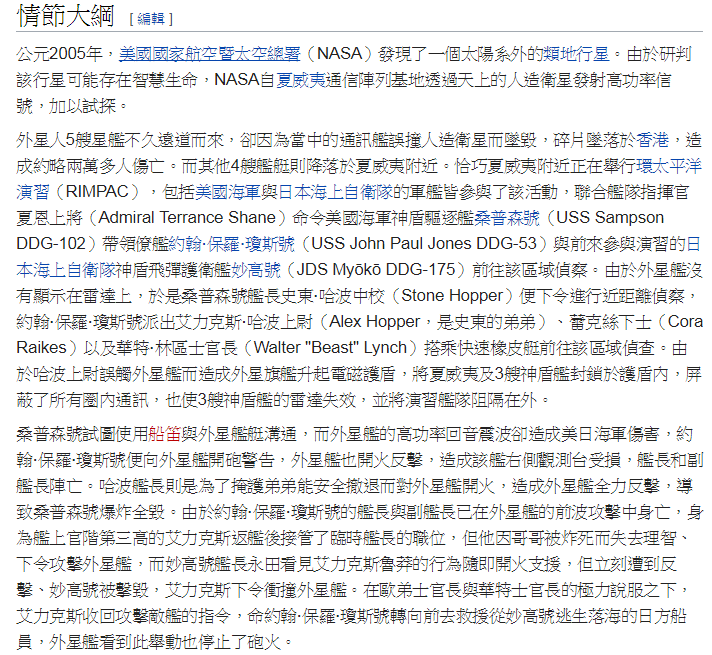 情節大綱 [編輯]
公元2005年，美國國家航空暨太空總署（NASA）發現了一個太陽系外的類地行星。由於研判
該行星可能存在智慧生命，NASA自夏威夷通信陣列基地透過天上的人造衛星發射高功率信
號，加以試探。
外星人5艘星艦不久遠道而來，卻因為當中的通訊艦誤撞人造衛星而墜毀，碎片墜落於香港，造
成約略兩萬多人傷亡。而其他4艘艦艇則降落於夏威夷附近。恰巧夏威夷附近正在舉行環太平洋
演習（RIMPAC），包括美國海軍與日本海上自衛隊的軍艦皆參與了該活動，聯合艦隊指揮官
夏恩上將（Admiral Terrance Shane）命令美國海軍神盾驅逐艦桑普森號（USS Sampson
DDG-102）帶領僚艦約翰·保羅·瓊斯號（USS John Paul Jones DDG-53）與前來參與演習的日
本海上自衛隊神盾飛彈護衛艦妙高號（JDS Myōkō DDG-175）前往該區域偵察。由於外星艦沒
有顯示在雷達上，於是桑普森號艦長史東·哈波中校（Stone Hopper）便下令進行近距離偵察，
約翰·保羅·瓊斯號派出艾力克斯·哈波上尉（Alex Hopper，是史東的弟弟）、蕾克絲下士（Cora
Raikes）以及華特·林區士官長（Walter "Beast" Lynch）搭乘快速橡皮艇前往該區域偵查。由
於哈波上尉誤觸外星艦而造成外星旗艦升起電磁護盾，將夏威夷及3艘神盾艦封鎖於護盾內，屏
蔽了所有圈內通訊，也使3艘神盾艦的雷達失效，並將演習艦隊阻隔在外。
桑普森號試圖使用船笛與外星艦艇溝通，而外星艦的高功率回音震波卻造成美日海軍傷害，約
翰·保羅·瓊斯號便向外星艦開砲警告，外星艦也開火反擊，造成該艦右側觀測台受損，艦長和副
艦長陣亡。哈波艦長則是為了掩護弟弟能安全撤退而對外星艦開火，造成外星艦全力反擊，導
致桑普森號爆炸全毀。由於約翰·保羅·瓊斯號的艦長與副艦長已在外星艦的前波攻擊中身亡，身
為艦上官階第三高的艾力克斯返艦後接管了臨時艦長的職位，但他因哥哥被炸死而失去理智、
下令攻擊外星艦，而妙高號艦長永田看見艾力克斯魯莽的行為隨即開火支援，但立刻遭到反
擊、妙高號被擊毀，艾力克斯下令衝撞外星艦。在歐弟士官長與華特士官長的極力說服之下，
艾力克斯收回攻擊敵艦的指令，命約翰·保羅·瓊斯號轉向前去救援從妙高號逃生落海的日方船
員，外星艦看到此舉動也停止了砲火。